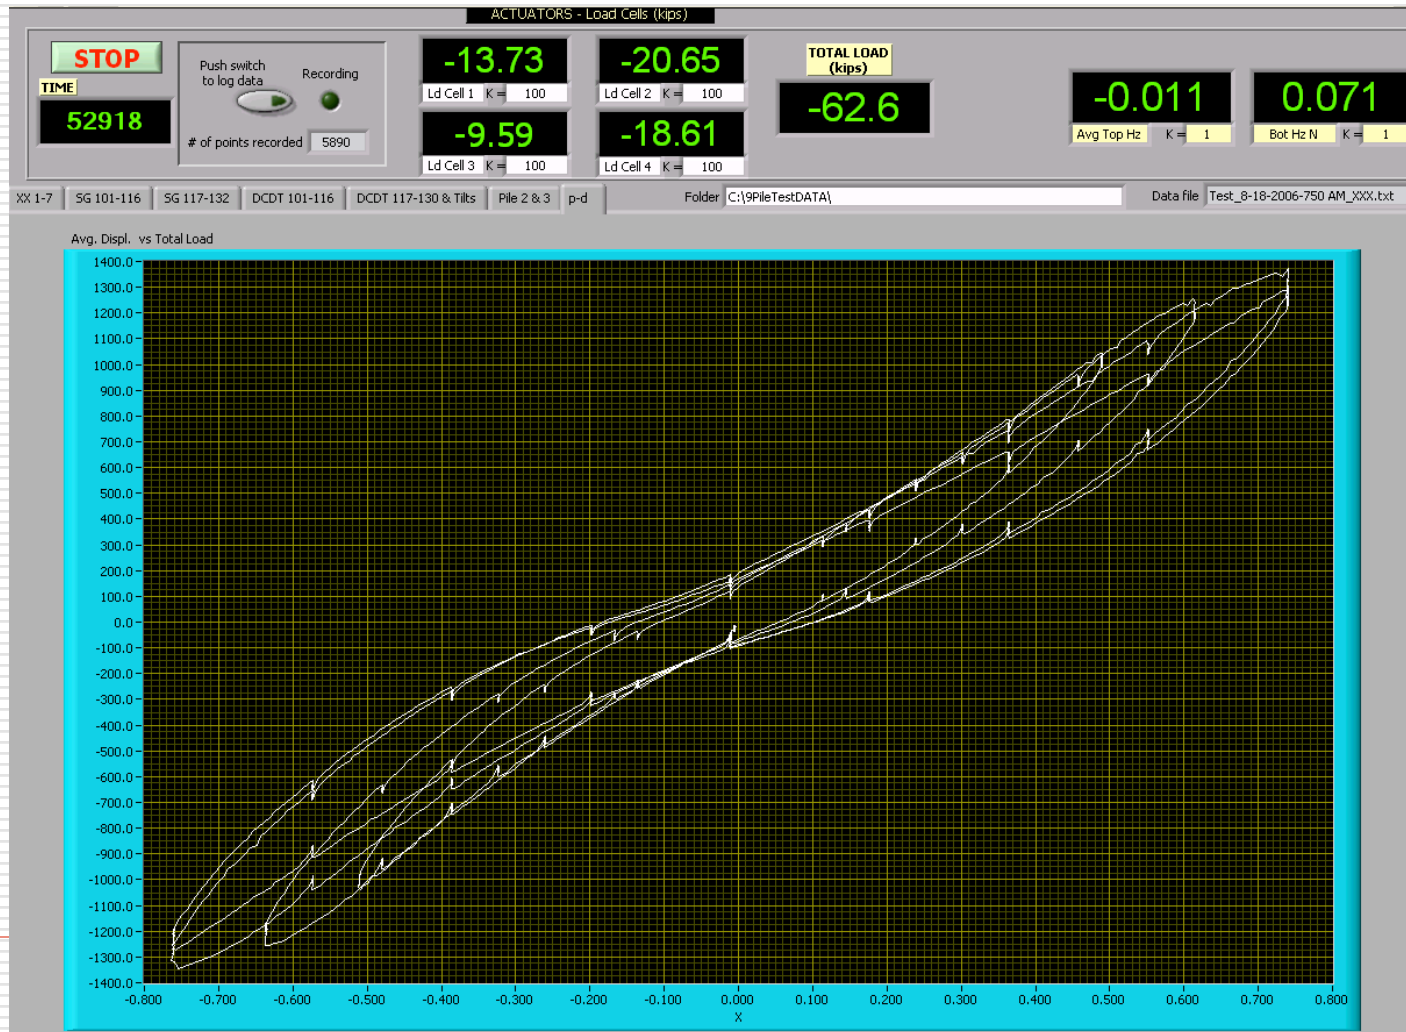 ACTUATORS - Load Cells (kips)
STOP
TIME
52918
Push switch
to log data
Recording
# of points recorded 5890
-13.73
Ld Cell 1 K = 100
-20.65
Ld Cell 2 K = 100
-9.59
Ld Cell 3 K = 100
-18.61
Ld Cell 4 K = 100
TOTAL LOAD
(kips)
-62.6
-0.011
Avg Top Hz K = 1
0.071
Bot Hz N K = 1
XX 1-7 SG 101-116 SG 117-132 DCDT 101-116 DCDT 117-130 & Tilts Pile 2 & 3 p-d
Folder C:\9PileTestDATA\
Data file Test_8-18-2006-750 AM_XXX.txt
Avg. Displ. vs Total Load
1400.0
1300.0
1200.0
1100.0
1000.0
900.0
800.0
700.0
600.0
500.0
400.0
300.0
200.0
100.0
0.0
-100.0
-200.0
-300.0
-400.0
-500.0
-600.0
-700.0
-800.0
-900.0
-1000.0
-1100.0
-1200.0
-1300.0
-1400.0
-0.800 -0.700 -0.600 -0.500 -0.400 -0.300 -0.200 -0.100 0.000 0.100 0.200 0.300 0.400 0.500 0.600 0.700 0.800
X